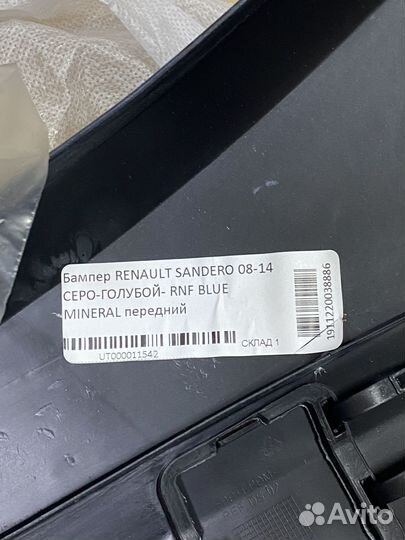 Бампер RENAULT SANDERO 08-14
СЕРО-ГОЛУБОЙ- RNF BLUE
MINERAL передний
UT000011542
СКЛАД 1
1911220038886
Avito